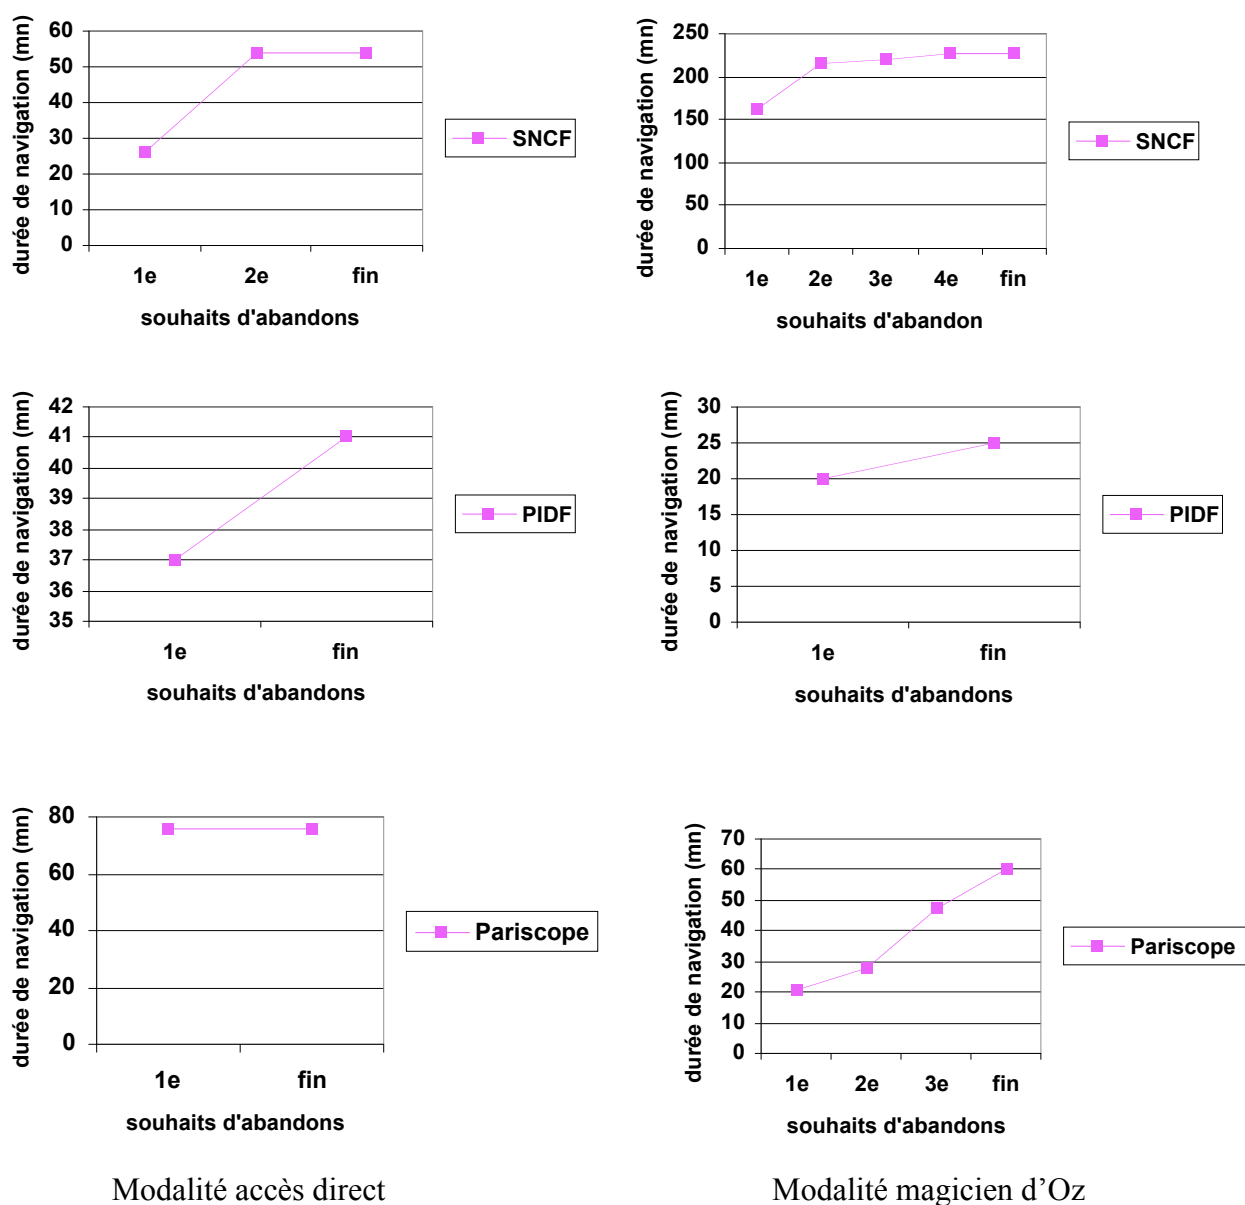 60
50
40
30
20
10
0
durée de navigation (mn)
1e 2e fin
souhaits d'abandons
SNCF
250
200
150
100
50
0
durée de navigation (mn)
1e 2e 3e 4e fin
souhaits d'abandon
SNCF
42
41
40
39
38
37
36
35
durée de navigation (mn)
1e fin
souhaits d'abandons
PIDF
30
25
20
15
10
5
0
durée de navigation (mn)
1e fin
souhaits d'abandons
PIDF
80
60
40
20
0
durée de navigation (mn)
1e fin
souhaits d'abandons
Pariscope
70
60
50
40
30
20
10
0
durée de navigation (mn)
1e 2e 3e fin
souhaits d'abandons
Pariscope
Modalité accès direct
Modalité magicien d’Oz